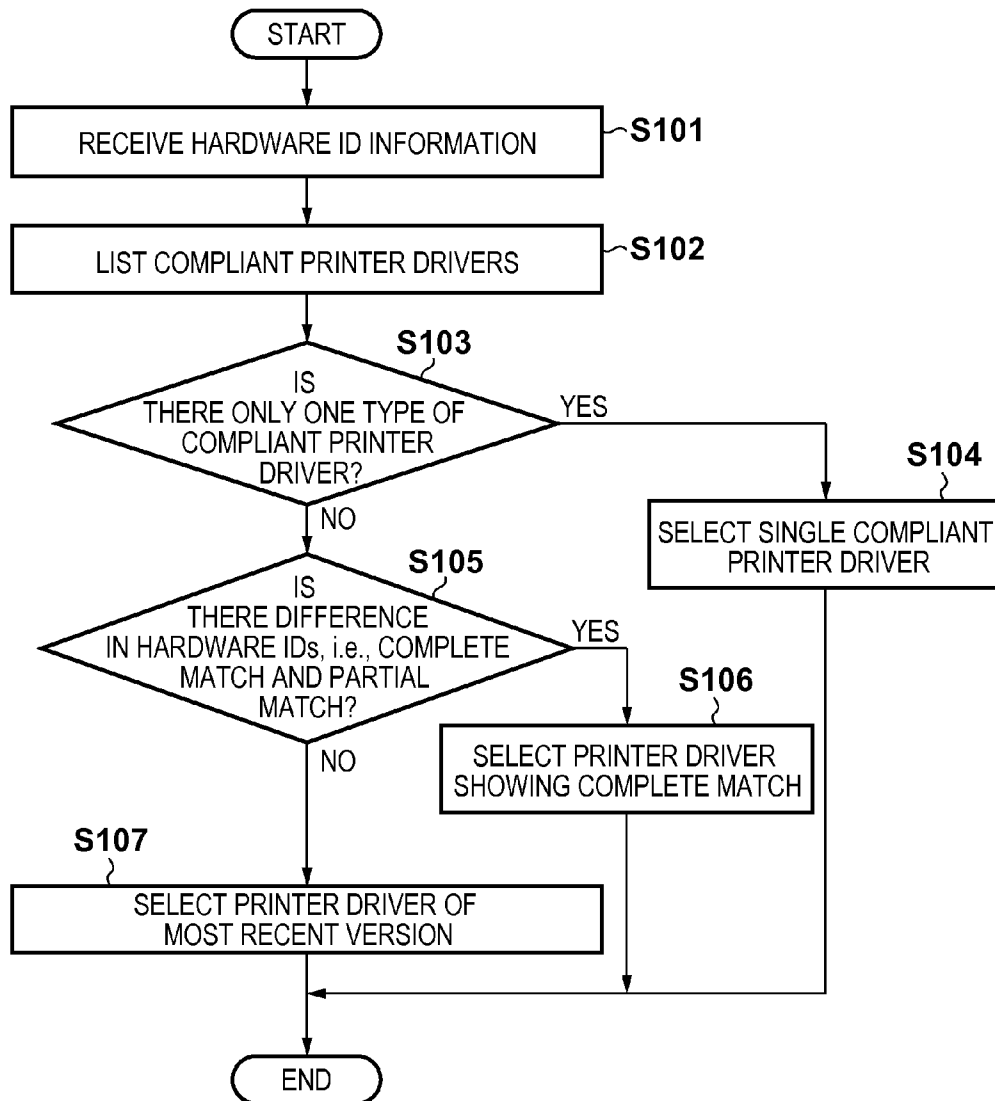 START
RECEIVE HARDWARE ID INFORMATION
S101
LIST COMPLIANT PRINTER DRIVERS
S102
S103
IS
THERE ONLY ONE TYPE OF
COMPLIANT PRINTER
DRIVER?
YES
NO
S104
SELECT SINGLE COMPLIANT
PRINTER DRIVER
S105
IS
THERE DIFFERENCE
IN HARDWARE IDs, i.e., COMPLETE
MATCH AND PARTIAL
MATCH?
YES
NO
S106
SELECT PRINTER DRIVER
SHOWING COMPLETE MATCH
S107
SELECT PRINTER DRIVER OF
MOST RECENT VERSION
END